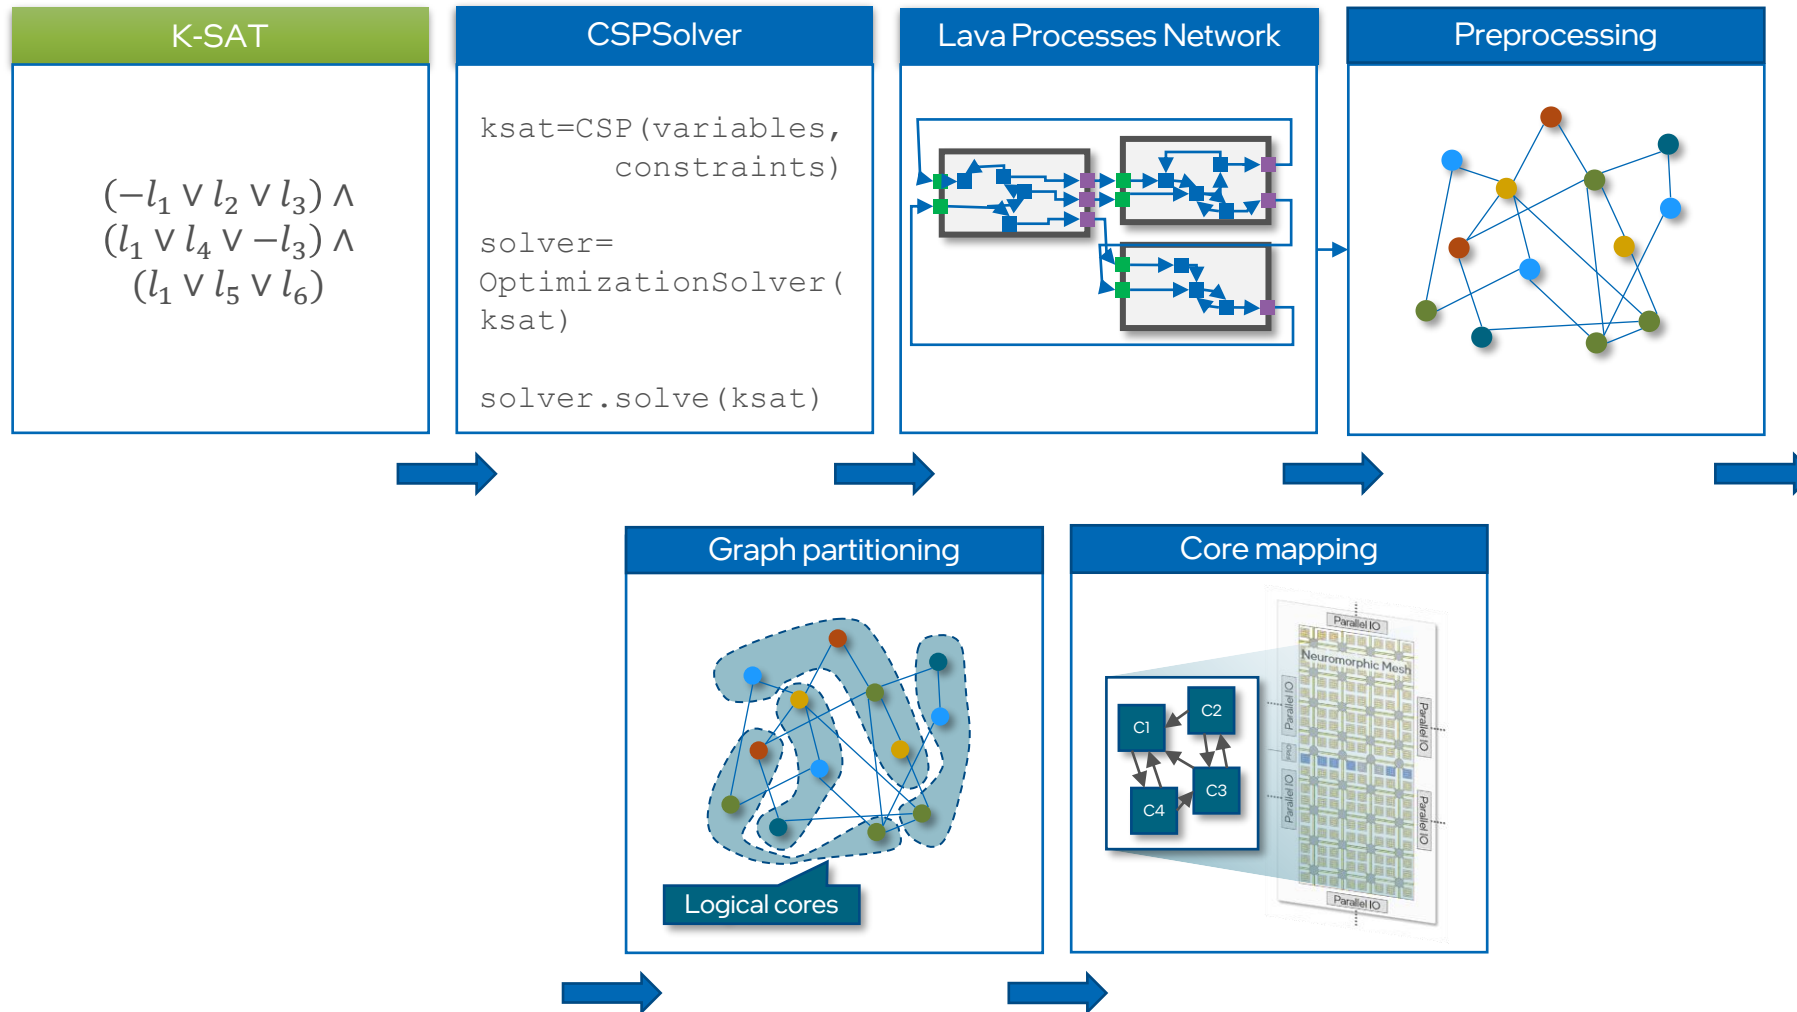 K-SAT
(−l₁ ∨ l₂ ∨ l₃) ∧
(l₁ ∨ l₄ ∨ −l₃) ∧
(l₁ ∨ l₅ ∨ l₆)
CSPSolver
ksat=CSP(variables,
constraints)
solver=
OptimizationSolver(
ksat)
solver.solve(ksat)
Lava Processes Network
Preprocessing
Graph partitioning
Logical cores
Core mapping
C1
C2
C3
C4
Parallel IO
Neuromorphic Mesh
Parallel IO
Parallel IO
Parallel IO
Parallel IO
Parallel IO